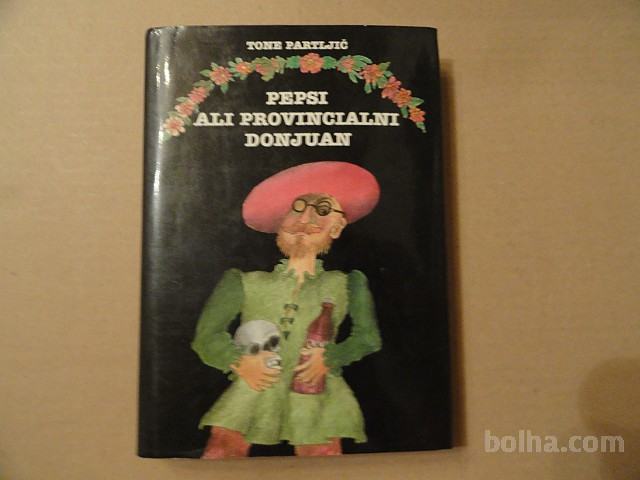 TONE PARTLJIČ
PEPSI
ALI PROVINCIALNI
DONJUAN
bolha.com